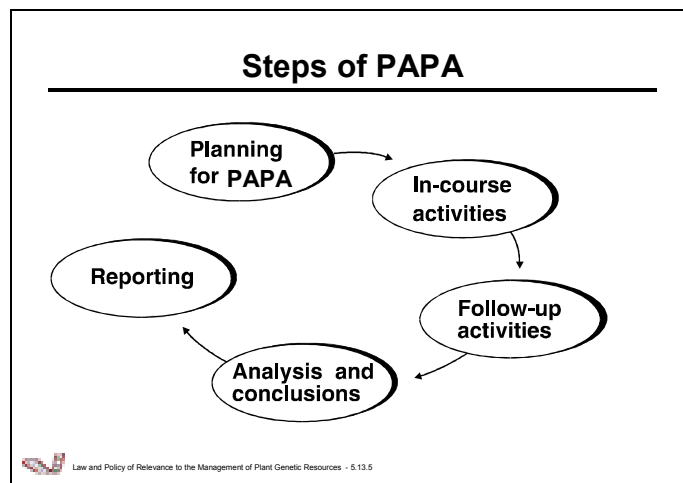 Steps of PAPA
Planning
for PAPA
In-course
activities
Follow-up
activities
Analysis and
conclusions
Reporting
Law and Policy of Relevance to the Management of Plant Genetic Resources - 5.13.5